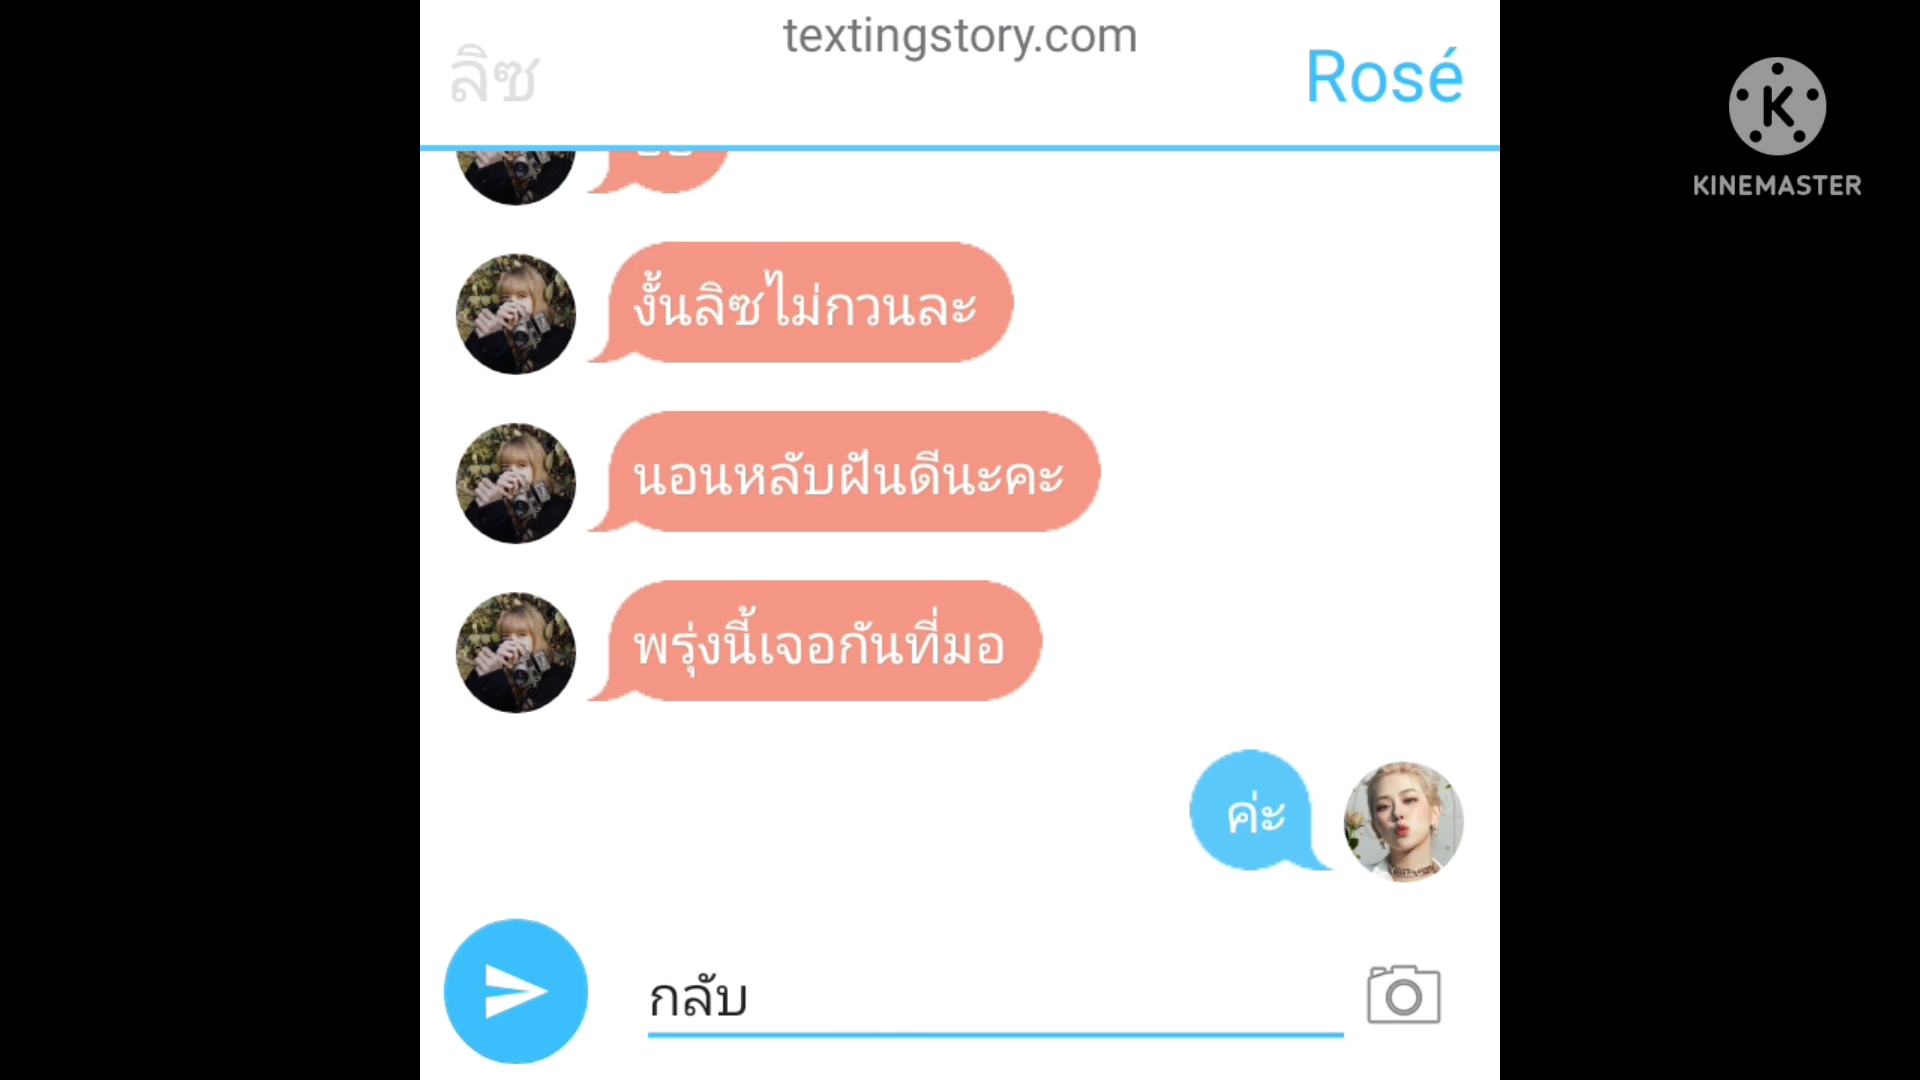 textingstory.com
ลิซ
Rosé
KINEMASTER
งั้นลิซไม่กวนละ
นอนหลับฝันดีนะคะ
พรุ่งนี้เจอกันที่มอ
ค่ะ
กลับ